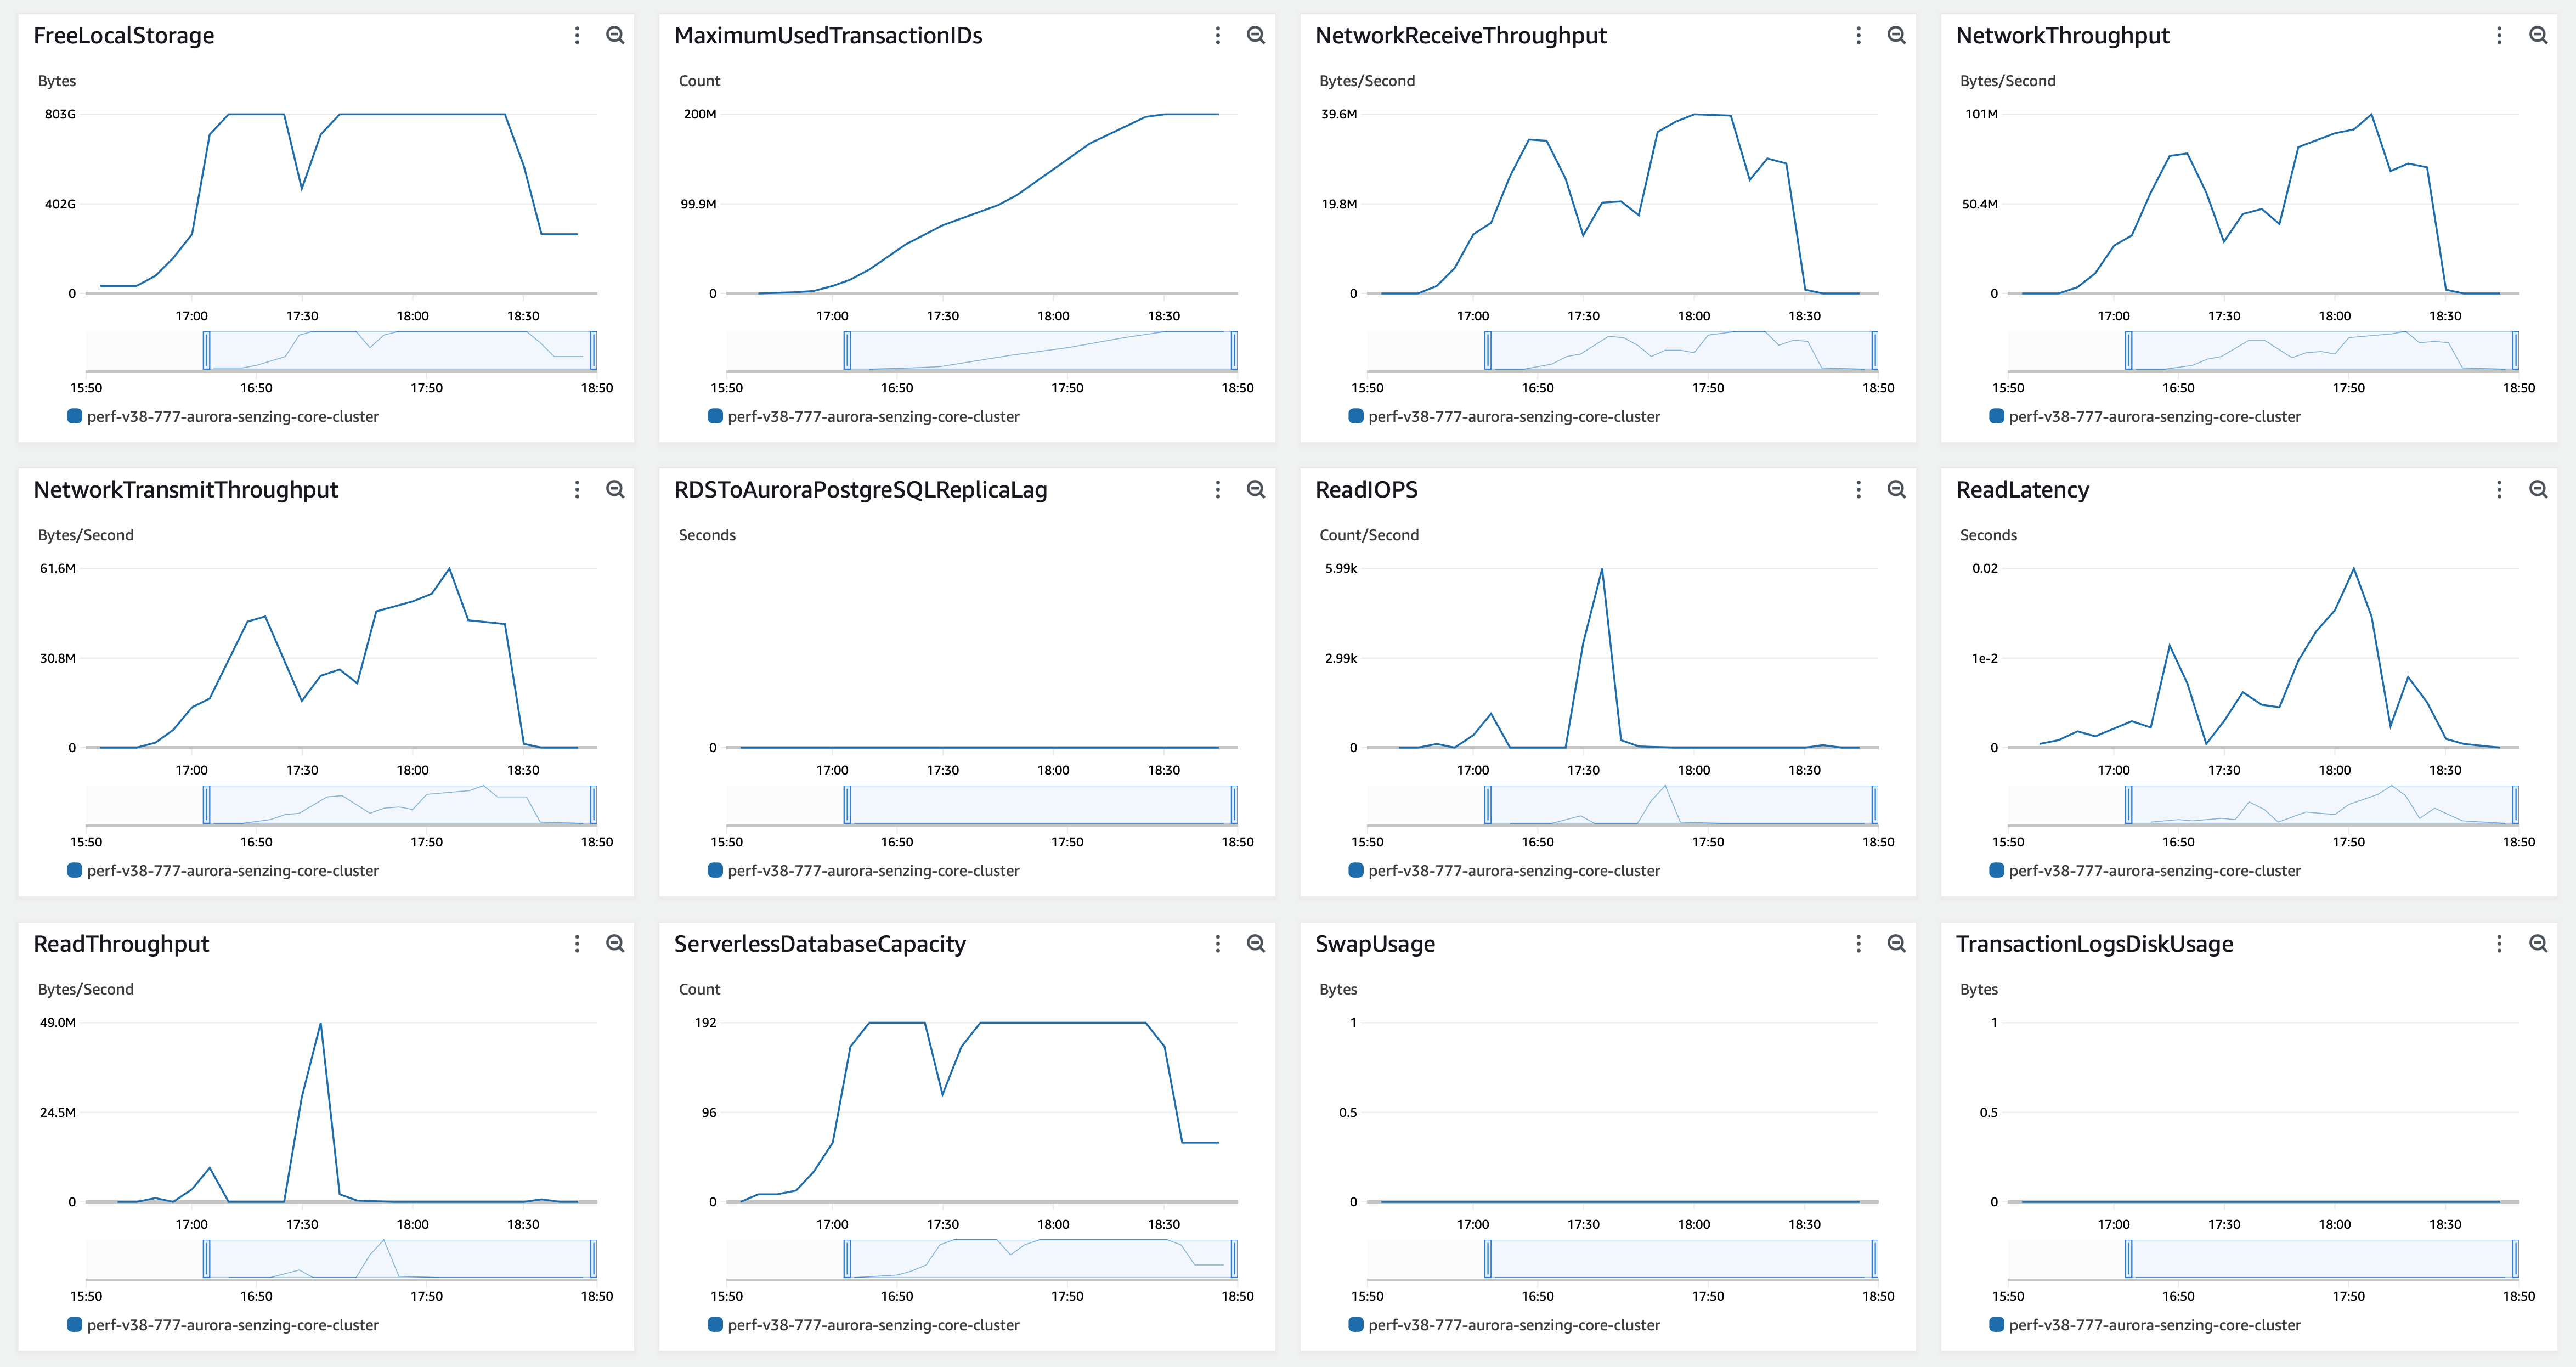 FreeLocalStorage
Bytes
803G
402G
0
17:00 17:30 18:00 18:30
15:50 16:50 17:50 18:50
perf-v38-777-aurora-senzing-core-cluster
MaximumUsedTransactionIDs
Count
200M
99.9M
0
17:00 17:30 18:00 18:30
15:50 16:50 17:50 18:50
perf-v38-777-aurora-senzing-core-cluster
NetworkReceiveThroughput
Bytes/Second
39.6M
19.8M
0
17:00 17:30 18:00 18:30
15:50 16:50 17:50 18:50
perf-v38-777-aurora-senzing-core-cluster
NetworkThroughput
Bytes/Second
101M
50.4M
0
17:00 17:30 18:00 18:30
15:50 16:50 17:50 18:50
perf-v38-777-aurora-senzing-core-cluster
NetworkTransmitThroughput
Bytes/Second
61.6M
30.8M
0
17:00 17:30 18:00 18:30
15:50 16:50 17:50 18:50
perf-v38-777-aurora-senzing-core-cluster
RDSToAuroraPostgreSQLReplicaLag
Seconds
0
17:00 17:30 18:00 18:30
15:50 16:50 17:50 18:50
perf-v38-777-aurora-senzing-core-cluster
ReadIOPS
Count/Second
5.99k
2.99k
0
17:00 17:30 18:00 18:30
15:50 16:50 17:50 18:50
perf-v38-777-aurora-senzing-core-cluster
ReadLatency
Seconds
0.02
1e-2
0
17:00 17:30 18:00 18:30
15:50 16:50 17:50 18:50
perf-v38-777-aurora-senzing-core-cluster
ReadThroughput
Bytes/Second
49.0M
24.5M
0
17:00 17:30 18:00 18:30
15:50 16:50 17:50 18:50
perf-v38-777-aurora-senzing-core-cluster
ServerlessDatabaseCapacity
Count
192
96
0
17:00 17:30 18:00 18:30
15:50 16:50 17:50 18:50
perf-v38-777-aurora-senzing-core-cluster
SwapUsage
Bytes
1
0.5
0
17:00 17:30 18:00 18:30
15:50 16:50 17:50 18:50
perf-v38-777-aurora-senzing-core-cluster
TransactionLogsDiskUsage
Bytes
1
0.5
0
17:00 17:30 18:00 18:30
15:50 16:50 17:50 18:50
perf-v38-777-aurora-senzing-core-cluster